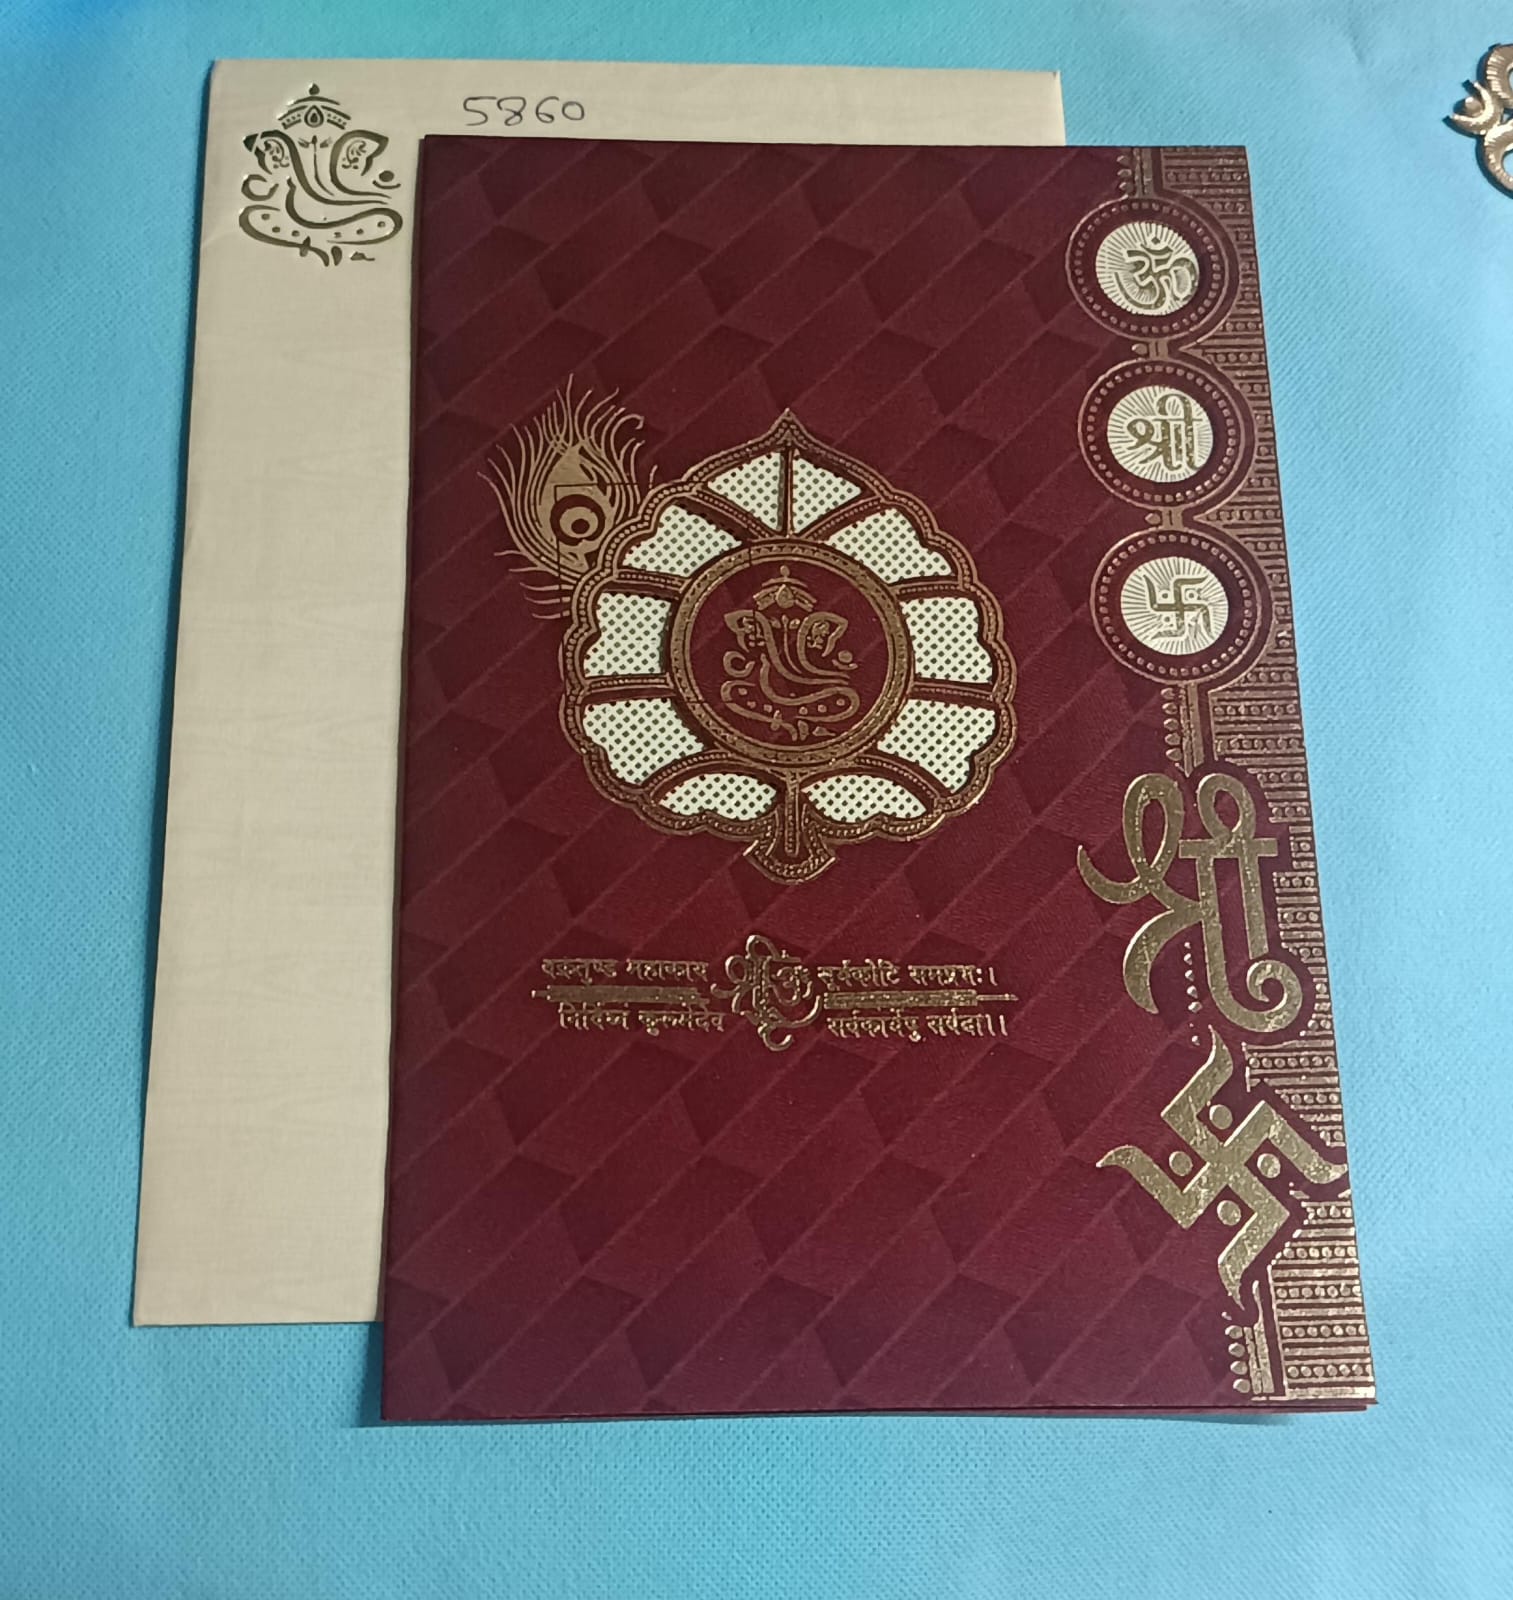 5860
ॐ
श्री
श्री
वक्रतुण्ड महाकाय श्री सूर्यकोटि समप्रभः।
निर्विघ्नं कुरुमेदेव सर्वकार्येषु सर्वदा।।